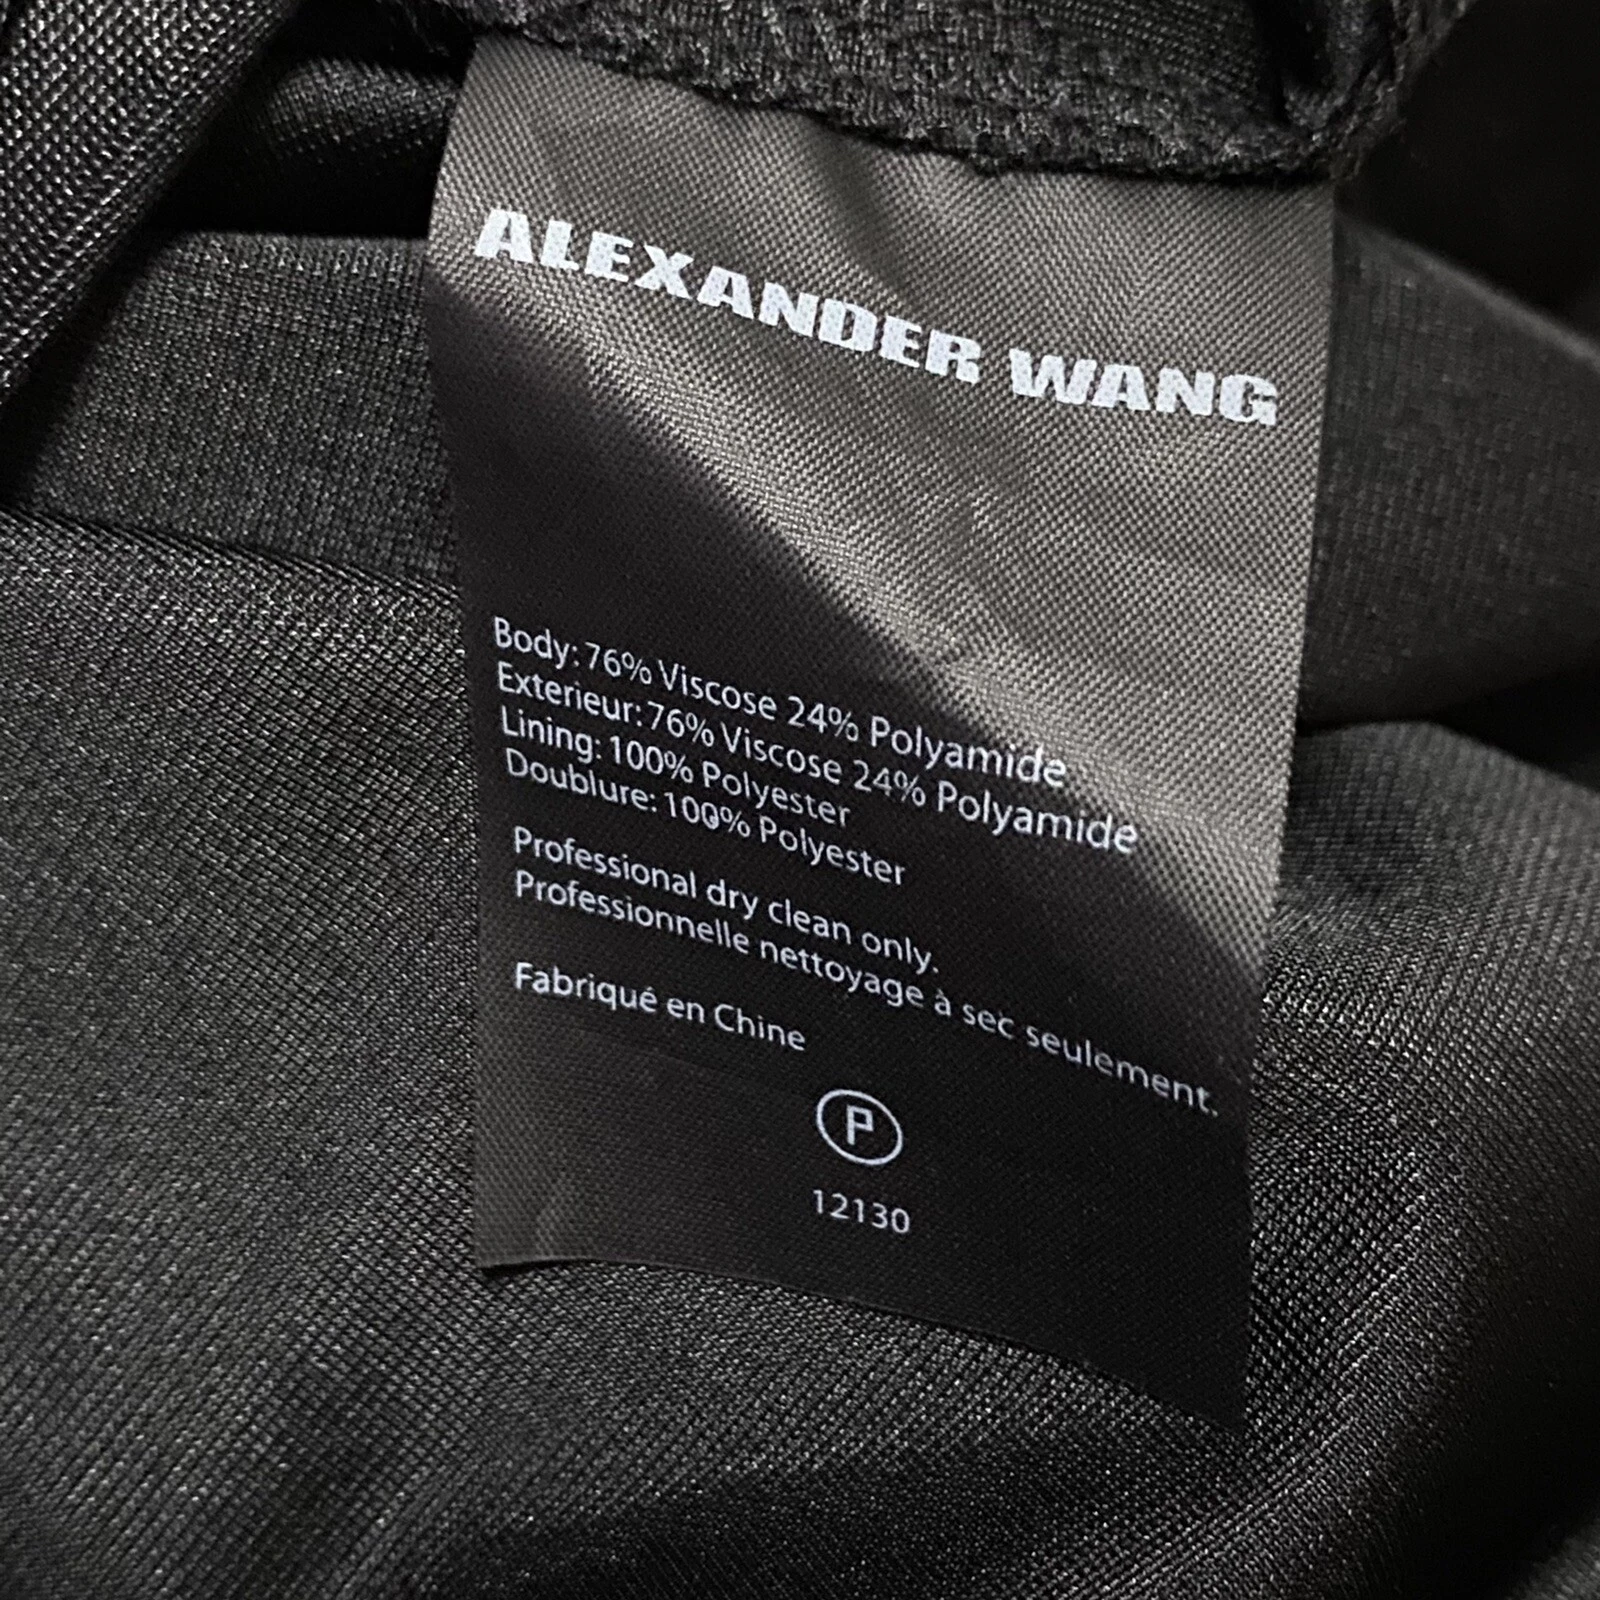 ALEXANDER WANG
Body: 76% Viscose 24% Polyamide
Exterieur: 76% Viscose 24% Polyamide
Lining: 100% Polyester
Doublure: 100% Polyester
Professional dry clean only.
Professionnelle nettoyage à sec seulement.
Fabriqué en Chine
P
12130